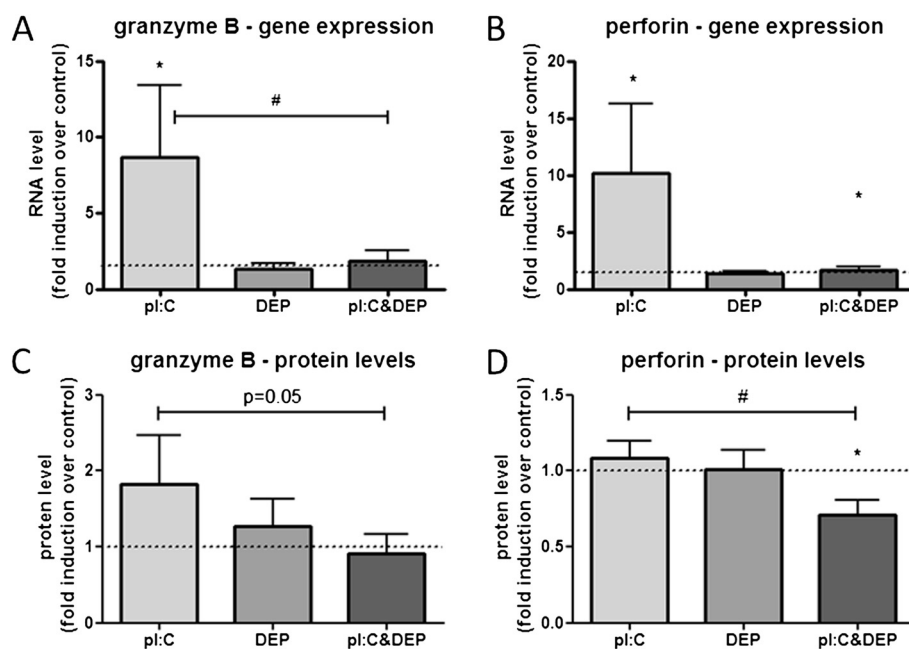 A
granzyme B - gene expression
RNA level
(fold induction over control)
15
10
5
0
*
#
pI:C
DEP
pI:C&DEP
B
perforin - gene expression
RNA level
(fold induction over control)
20
15
10
5
0
*
*
pI:C
DEP
pI:C&DEP
C
granzyme B - protein levels
proten level
(fold induction over control)
3
2
1
0
p=0.05
pI:C
DEP
pI:C&DEP
D
perforin - protein levels
proten level
(fold induction over control)
1.5
1.0
0.5
0.0
#
*
pI:C
DEP
pI:C&DEP